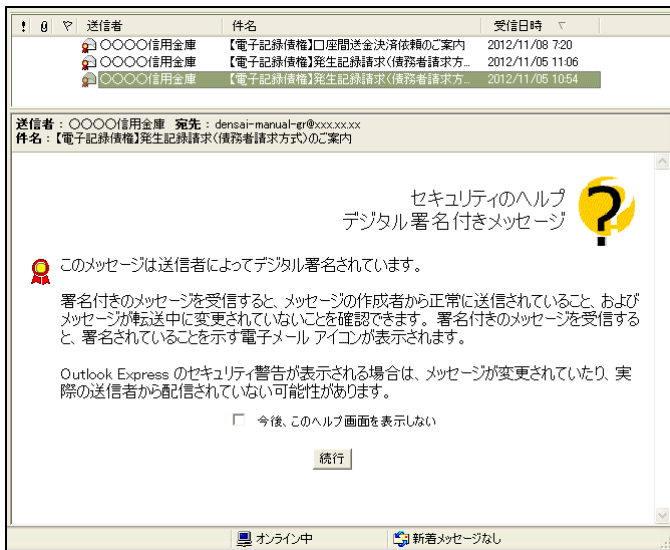 ! 送信者 件名 受信日時
〇〇〇〇信用金庫 【電子記録債権】口座間送金決済依頼のご案内 2012/11/08 7:20
〇〇〇〇信用金庫 【電子記録債権】発生記録請求(債務者請求方... 2012/11/05 11:06
〇〇〇〇信用金庫 【電子記録債権】発生記録請求(債務者請求方... 2012/11/05 10:54
送信者：〇〇〇〇信用金庫 宛先：densai-manual-gr@xxx.xx.xx
件名：【電子記録債権】発生記録請求(債務者請求方式)のご案内
セキュリティのヘルプ
デジタル署名付きメッセージ
このメッセージは送信者によってデジタル署名されています。
署名付きのメッセージを受信すると、メッセージの作成者から正常に送信されていること、および
メッセージが転送中に変更されていないことを確認できます。署名付きのメッセージを受信する
と、署名されていることを示す電子メール アイコンが表示されます。
Outlook Express のセキュリティ警告が表示される場合は、メッセージが変更されていたり、実
際の送信者から配信されていない可能性があります。
今後、このヘルプ画面を表示しない
続行
オンライン中 新着メッセージなし